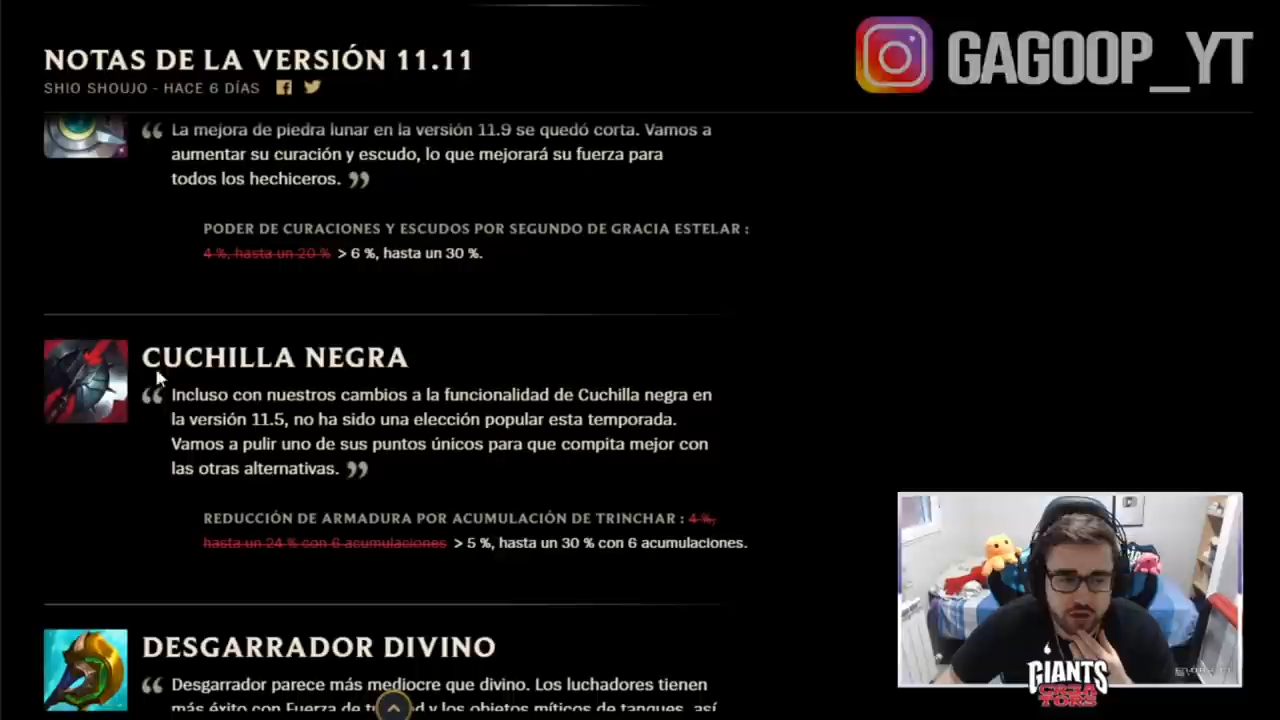 NOTAS DE LA VERSIÓN 11.11
SHIO SHOUJO - HACE 6 DÍAS
GAGOOP_YT
“ La mejora de piedra lunar en la versión 11.9 se quedó corta. Vamos a
aumentar su curación y escudo, lo que mejorará su fuerza para
todos los hechiceros. ”
PODER DE CURACIONES Y ESCUDOS POR SEGUNDO DE GRACIA ESTELAR :
4 %, hasta un 20 % > 6 %, hasta un 30 %.
CUCHILLA NEGRA
“ Incluso con nuestros cambios a la funcionalidad de Cuchilla negra en
la versión 11.5, no ha sido una elección popular esta temporada.
Vamos a pulir uno de sus puntos únicos para que compita mejor con
las otras alternativas. ”
REDUCCIÓN DE ARMADURA POR ACUMULACIÓN DE TRINCHAR : 4 %,
hasta un 24 % con 6 acumulaciones > 5 %, hasta un 30 % con 6 acumulaciones.
DESGARRADOR DIVINO
“ Desgarrador parece más mediocre que divino. Los luchadores tienen
más éxito con Fuerza de y los objetos míticos de tanques, así
GIANTS
CREATORS